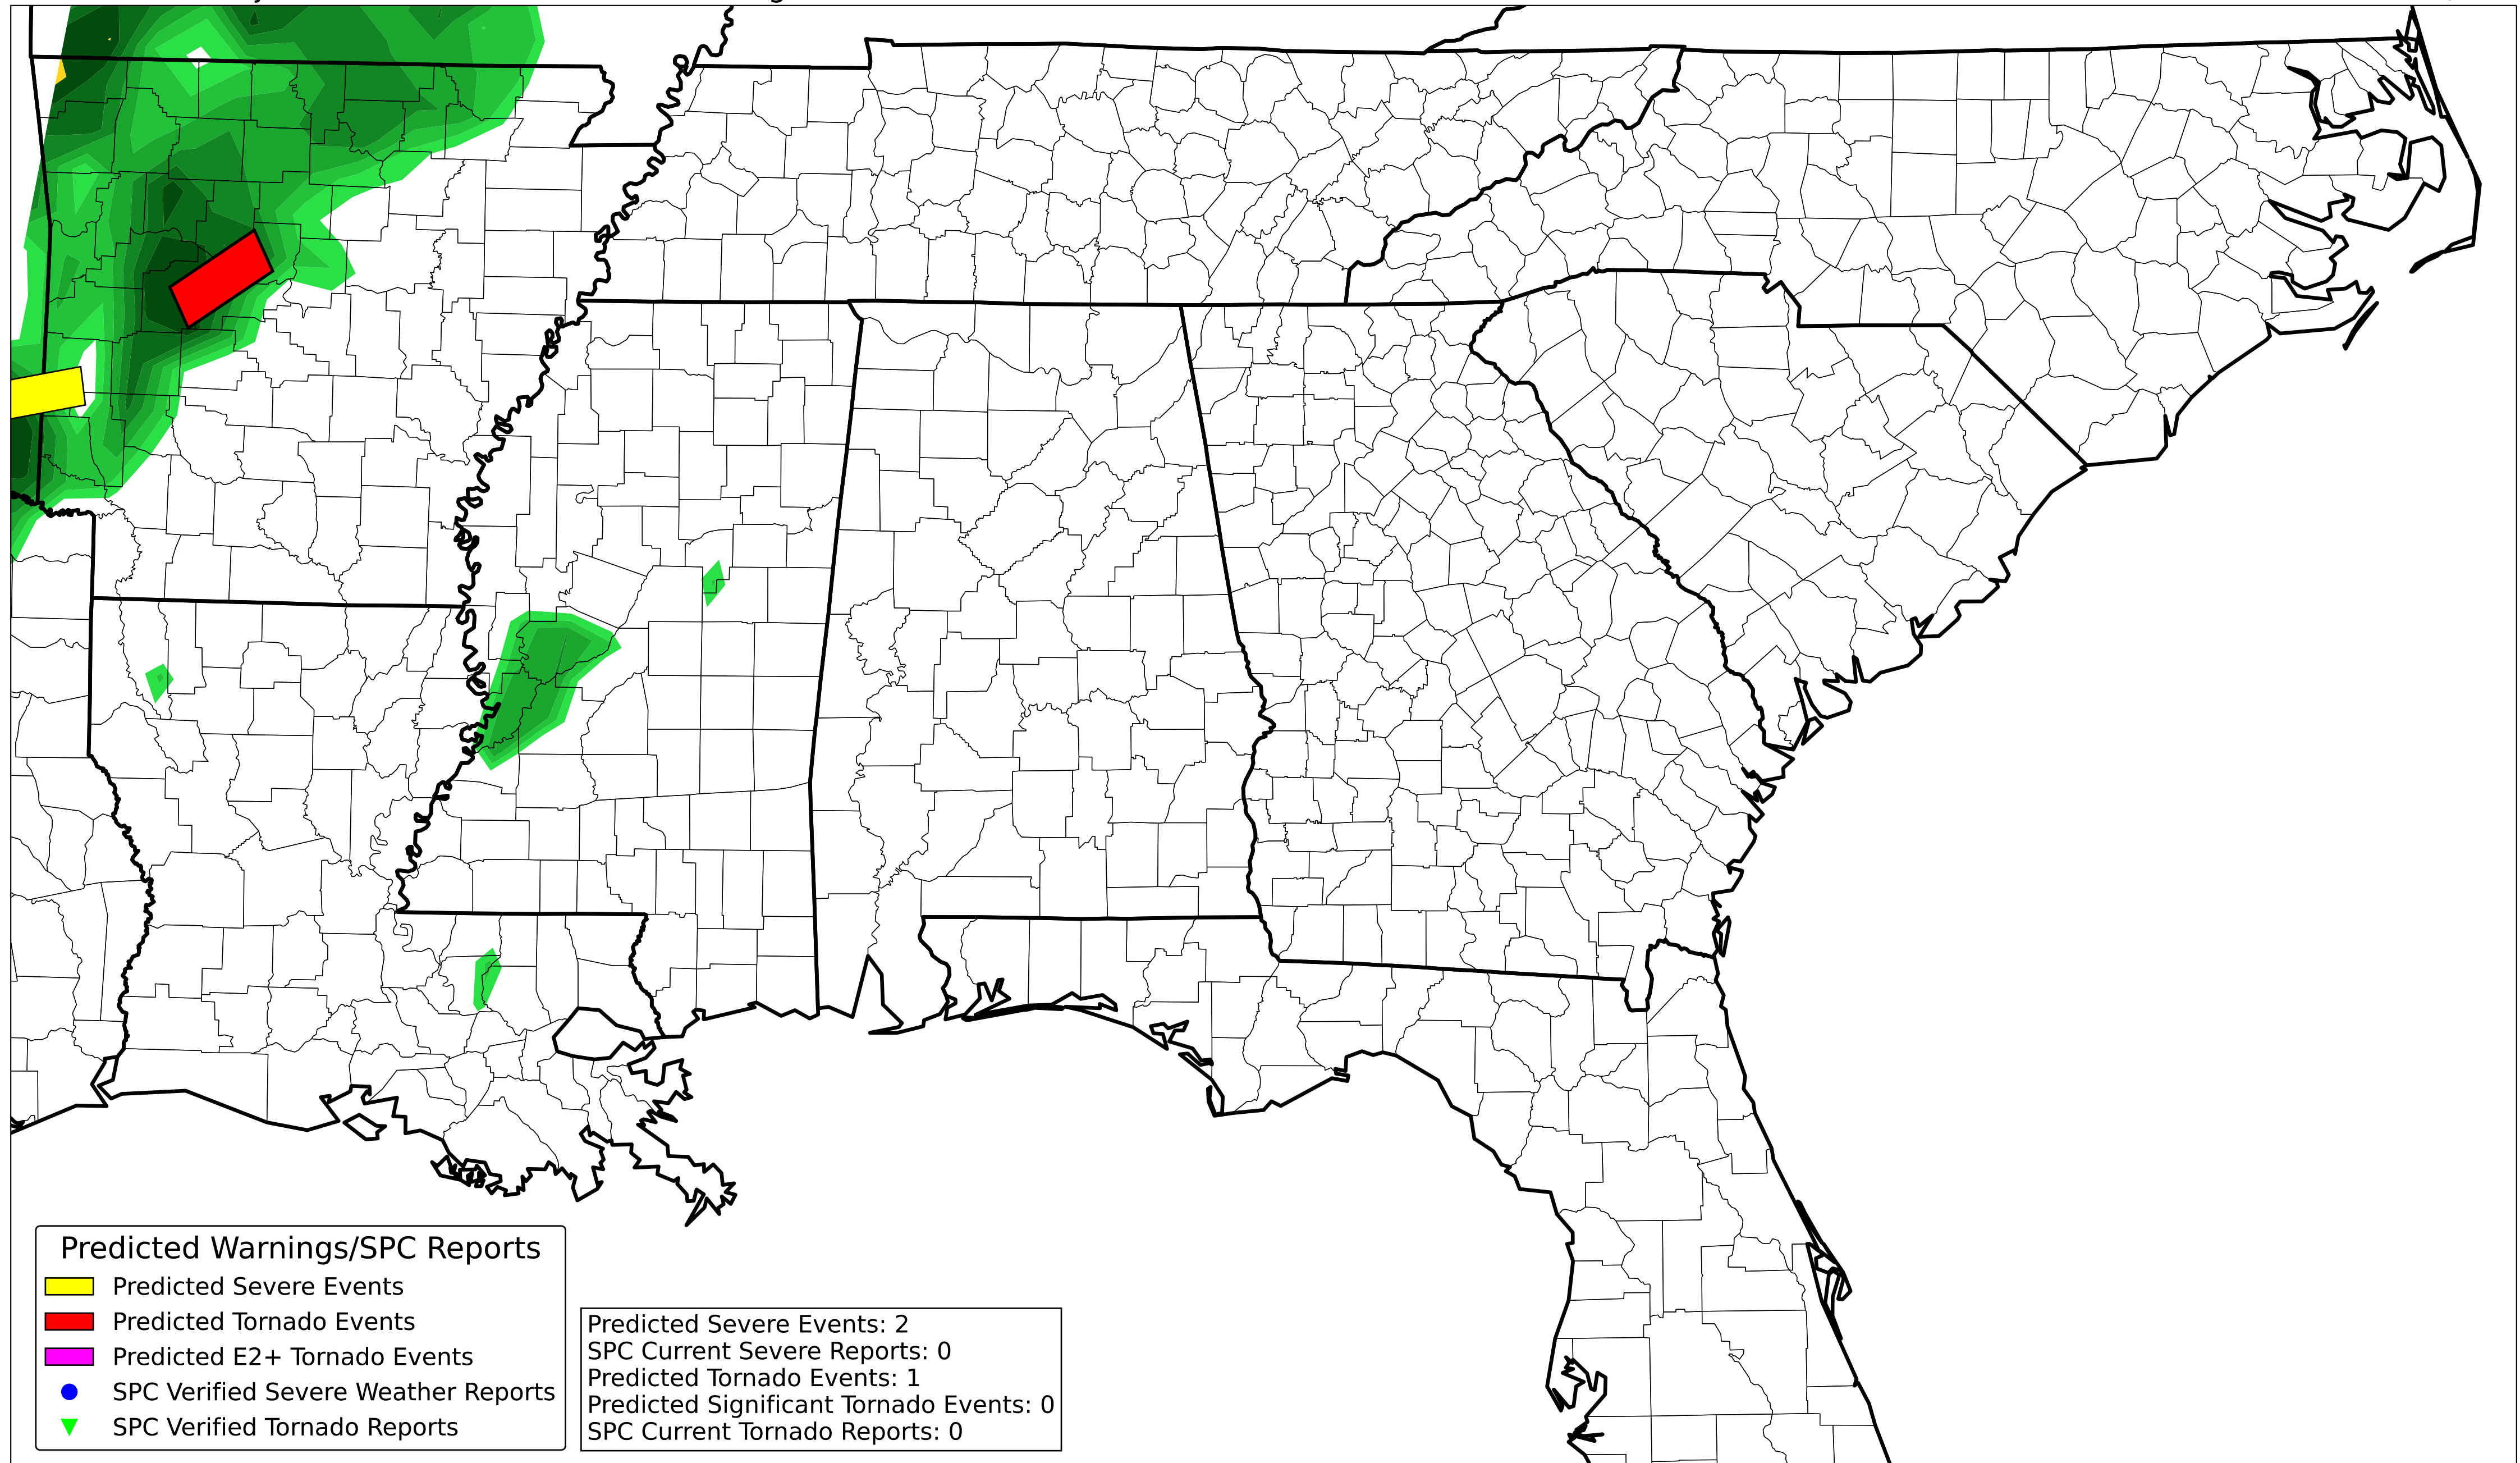 Predicted Warnings/SPC Reports
Predicted Severe Events
Predicted Tornado Events
Predicted E2+ Tornado Events
SPC Verified Severe Weather Reports
SPC Verified Tornado Reports
Predicted Severe Events: 2
SPC Current Severe Reports: 0
Predicted Tornado Events: 1
Predicted Significant Tornado Events: 0
SPC Current Tornado Reports: 0